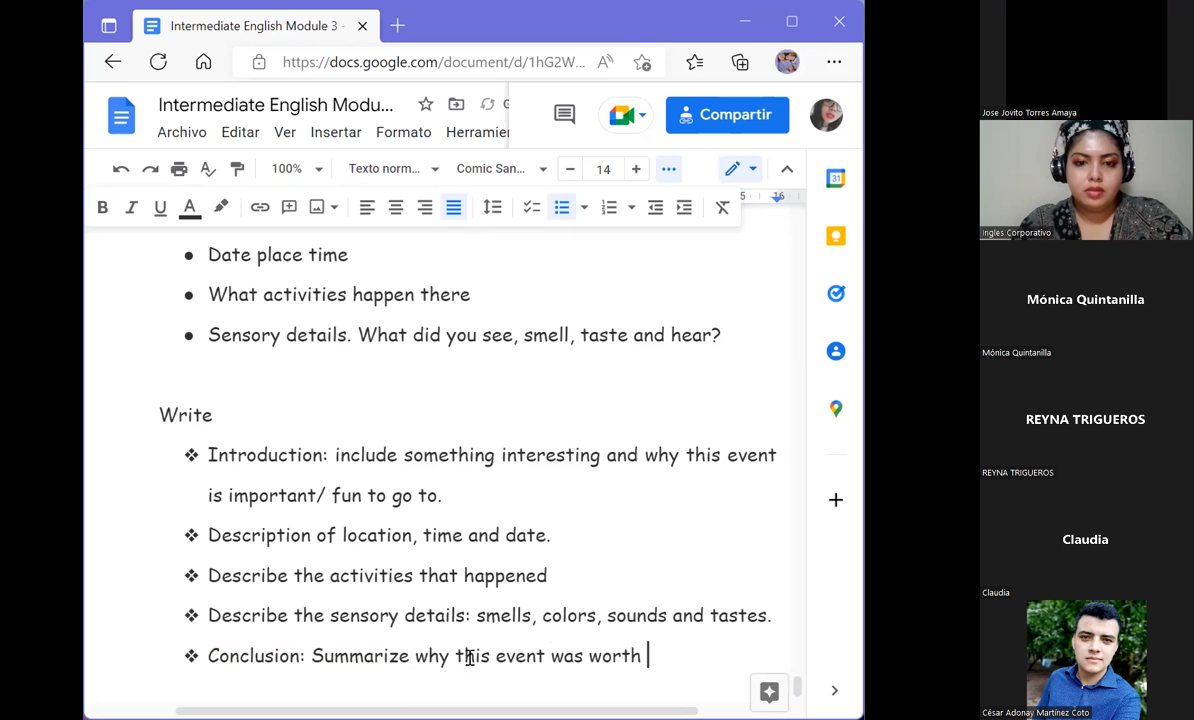 Intermediate English Module 3 -
https://docs.google.com/document/d/1hG2W...
Intermediate English Modu...
Archivo Editar Ver Insertar Formato Herramie
Compartir
100% Texto norm... Comic San... 14
15 16
31
Date place time
What activities happen there
Sensory details. What did you see, smell, taste and hear?
Write
Introduction: include something interesting and why this event
is important/ fun to go to.
Description of location, time and date.
Describe the activities that happened
Describe the sensory details: smells, colors, sounds and tastes.
Conclusion: Summarize why this event was worth
Jose Jovito Torres Amaya
Ingles Corporativo
Mónica Quintanilla
Mónica Quintanilla
REYNA TRIGUEROS
REYNA TRIGUEROS
Claudia
Claudia
César Adonay Martínez Coto